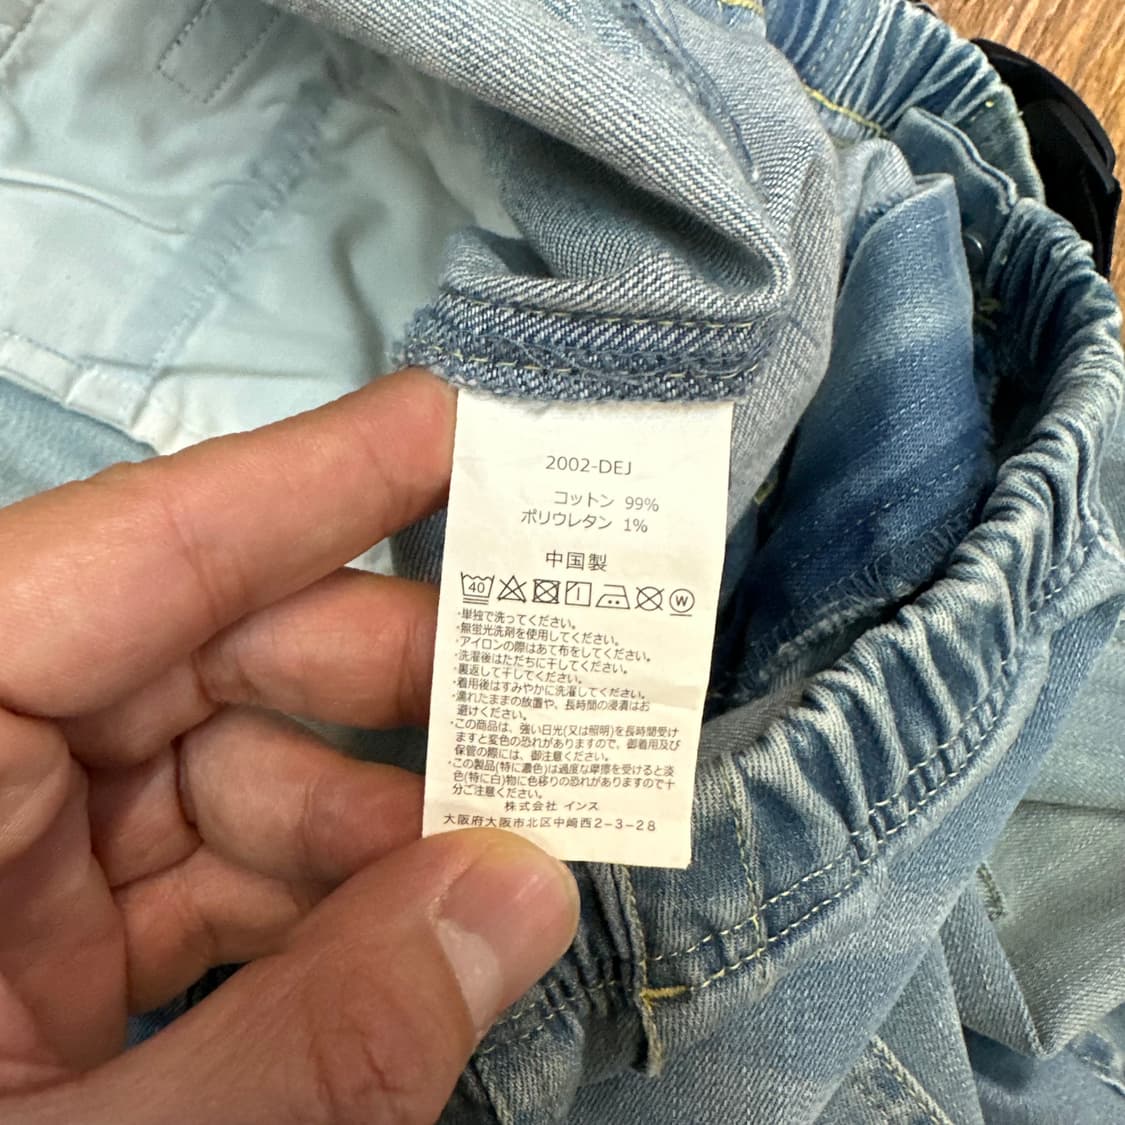 2002-DEJ
コットン 99%
ポリウレタン 1%
中国製
40 W
・単独で洗ってください。
・無蛍光洗剤を使用してください。
・アイロンの際はあて布をしてください。
・洗濯後はただちに干してください。
・裏返して干してください。
・着用後はすみやかに洗濯してください。
・濡れたままの放置や、長時間の浸漬はお
避けください。
・この商品は、強い日光(又は照明)を長時間受け
ますと変色の恐れがありますので、御着用及び
保管の際には、御注意ください。
・この製品(特に濃色)は過度な摩擦を受けると淡
色(特に白)物に色移りの恐れがありますので十
分ご注意ください。
株式会社 インス
大阪府大阪市北区中崎西2-3-28